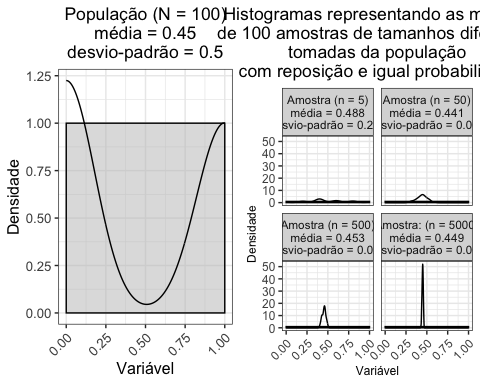 População (N = 100)
média = 0.45
desvio-padrão = 0.5
Densidade
1.25
1.00
0.75
0.50
0.25
0.00
0.00 0.25 0.50 0.75 1.00
Variável
Histogramas representando as
de 100 amostras de tamanhos
tomadas da população
com reposição e igual
Densidade
Amostra (n = 5)
média = 0.488
Amostra (n = 50)
média = 0.441
50
40
30
20
10
0
(n = 500)
média = 0.453
(n = 5000
média = 0.449
50
40
30
20
10
0
0.00 0.25 0.50 0.75 1.00
0.00 0.25 0.50 0.75 1.00
Variável